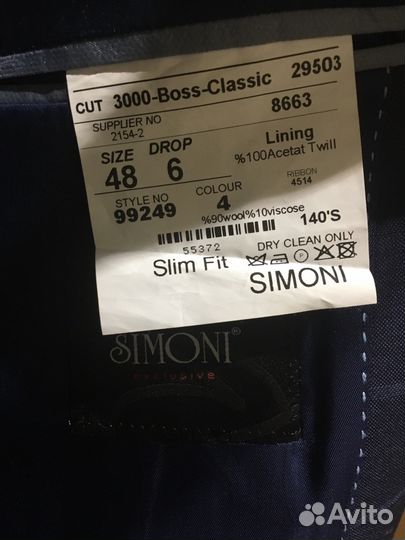 CUT 3000-Boss-Classic 29503
SUPPLIER NO 8663
2154-2
SIZE DROP Lining
48 6 %100Acetat Twill
STYLE NO COLOUR RIBBON
99249 4 4514
%90wool%10viscose 140'S
55372 DRY CLEAN ONLY
Slim Fit
SIMONI
SIMONI®
exclusive
Avito